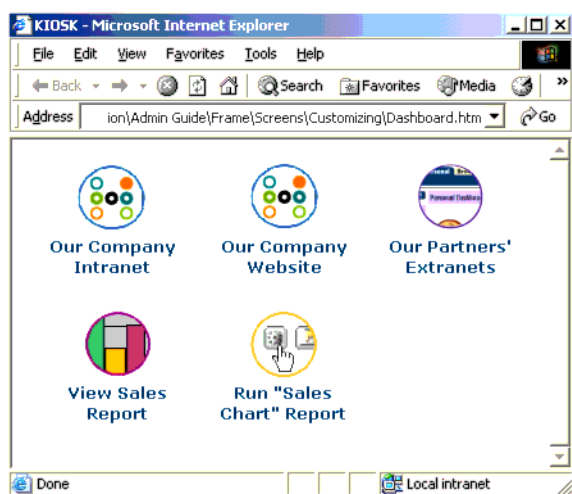 KIOSK - Microsoft Internet Explorer
File Edit View Favorites Tools Help
Back Search Favorites Media »
Address ion\Admin Guide\Frame\Screens\Customizing\Dashboard.htm Go
Personal Dashboa
Our Company Intranet
Our Company Website
Our Partners' Extranets
View Sales Report
Run "Sales Chart" Report
Done Local intranet